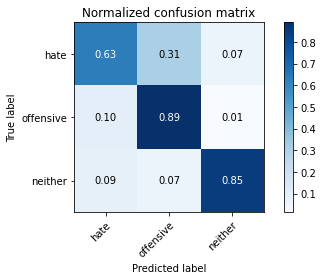 Normalized confusion matrix
True label
hate
0.63 0.31 0.07
offensive
0.10 0.89 0.01
neither
0.09 0.07 0.85
hate
offensive
neither
Predicted label
0.8
0.7
0.6
0.5
0.4
0.3
0.2
0.1